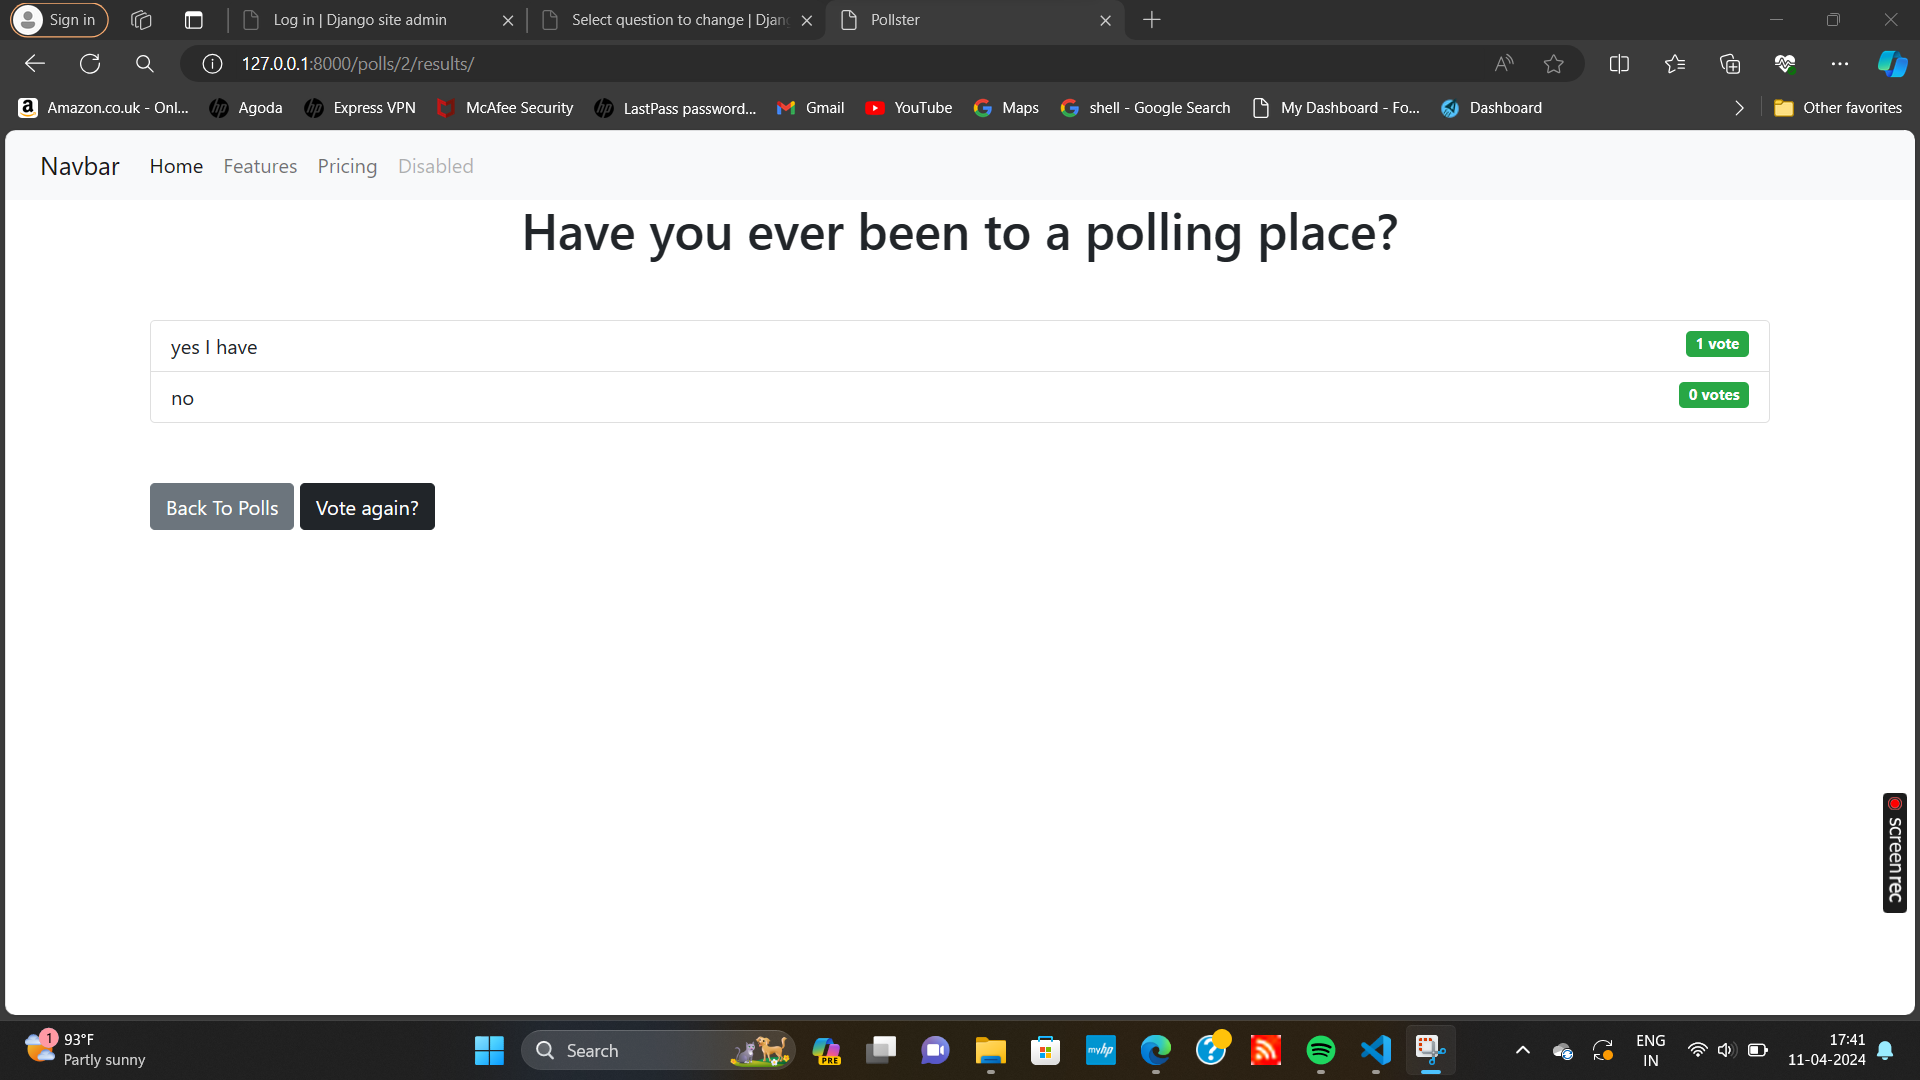 Sign in
Log in | Django site admin
Select question to change | Djan
Pollster
127.0.0.1:8000/polls/2/results/
Amazon.co.uk - Onl...
Agoda
Express VPN
McAfee Security
LastPass password...
Gmail
YouTube
Maps
shell - Google Search
My Dashboard - Fo...
Dashboard
Other favorites
Navbar
Home
Features
Pricing
Disabled
Have you ever been to a polling place?
yes I have
1 vote
no
0 votes
Back To Polls
Vote again?
screenrec
1
93°F
Partly sunny
Search
PRE
myhp
ENG
IN
17:41
11-04-2024